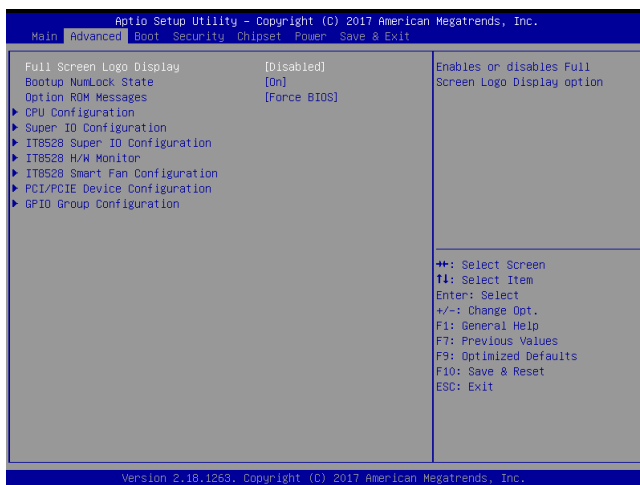 Aptio Setup Utility – Copyright (C) 2017 American Megatrends, Inc.
Main Advanced Boot Security Chipset Power Save & Exit
Full Screen Logo Display [Disabled]
Bootup NumLock State [On]
Option ROM Messages [Force BIOS]
CPU Configuration
Super IO Configuration
IT8528 Super IO Configuration
IT8528 H/W Monitor
IT8528 Smart Fan Configuration
PCI/PCIE Device Configuration
GPIO Group Configuration
Enables or disables Full
Screen Logo Display option
→←: Select Screen
↑↓: Select Item
Enter: Select
+/-: Change Opt.
F1: General Help
F7: Previous Values
F9: Optimized Defaults
F10: Save & Reset
ESC: Exit
Version 2.18.1263. Copyright (C) 2017 American Megatrends, Inc.